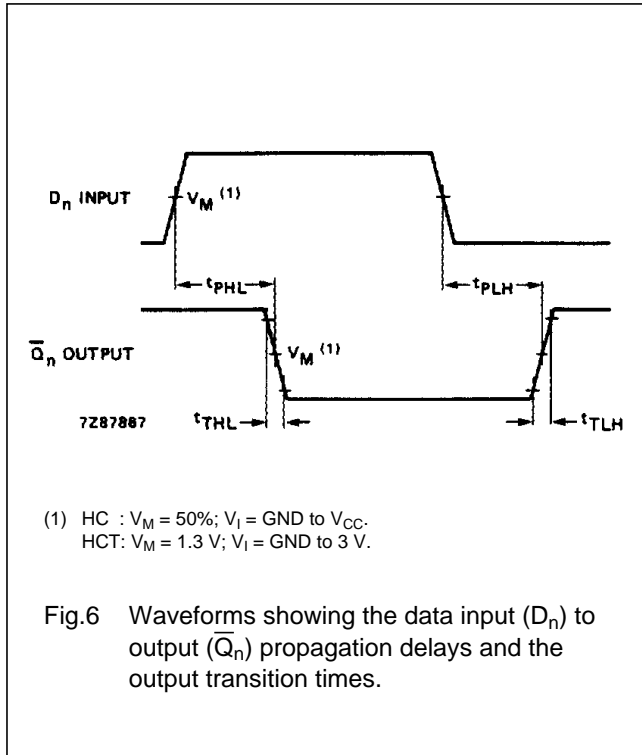 Dn INPUT
VM (1)
tPHL
tPLH
Q̅n OUTPUT
VM (1)
7Z87887
tTHL
tTLH
(1) HC : VM = 50%; VI = GND to VCC.
HCT: VM = 1.3 V; VI = GND to 3 V.
Fig.6 Waveforms showing the data input (Dn) to
output (Q̅n) propagation delays and the
output transition times.